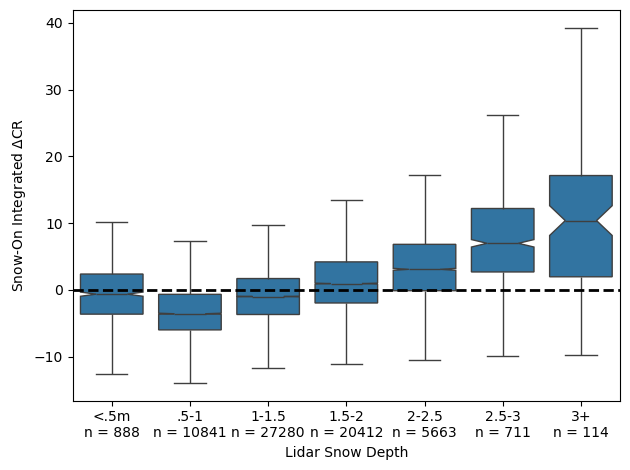 40
30
20
10
0
−10
Snow-On Integrated ΔCR
<.5m .5-1 1-1.5 1.5-2 2-2.5 2.5-3 3+
n = 888 n = 10841 n = 27280 n = 20412 n = 5663 n = 711 n = 114
Lidar Snow Depth